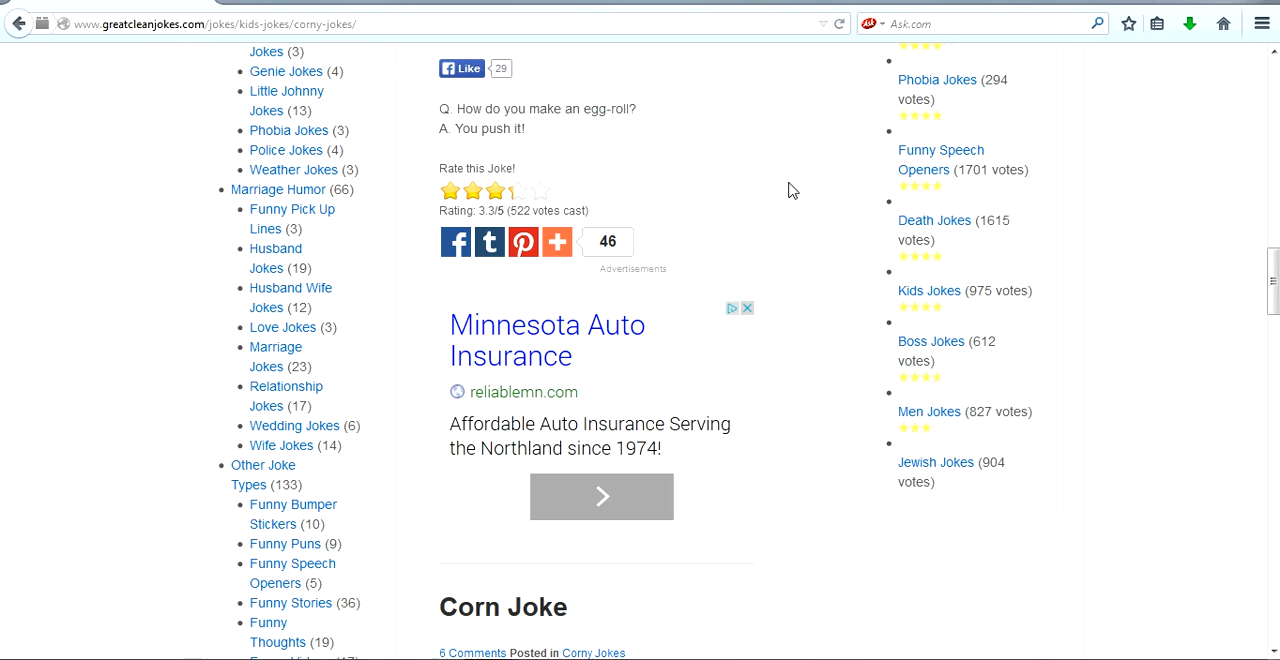 www.greatcleanjokes.com/jokes/kids-jokes/corny-jokes/
Ask
Ask.com
Jokes (3)
Genie Jokes (4)
Little Johnny
Jokes (13)
Phobia Jokes (3)
Police Jokes (4)
Weather Jokes (3)
Marriage Humor (66)
Funny Pick Up
Lines (3)
Husband
Jokes (19)
Husband Wife
Jokes (12)
Love Jokes (3)
Marriage
Jokes (23)
Relationship
Jokes (17)
Wedding Jokes (6)
Wife Jokes (14)
Other Joke
Types (133)
Funny Bumper
Stickers (10)
Funny Puns (9)
Funny Speech
Openers (5)
Funny Stories (36)
Funny
Thoughts (19)
f Like 29
Q. How do you make an egg-roll?
A. You push it!
Rate this Joke!
Rating: 3.3/5 (522 votes cast)
46
Advertisements
Minnesota Auto
Insurance
reliablemn.com
Affordable Auto Insurance Serving
the Northland since 1974!
Corn Joke
6 Comments Posted in Corny Jokes
Phobia Jokes (294
votes)
Funny Speech
Openers (1701 votes)
Death Jokes (1615
votes)
Kids Jokes (975 votes)
Boss Jokes (612
votes)
Men Jokes (827 votes)
Jewish Jokes (904
votes)